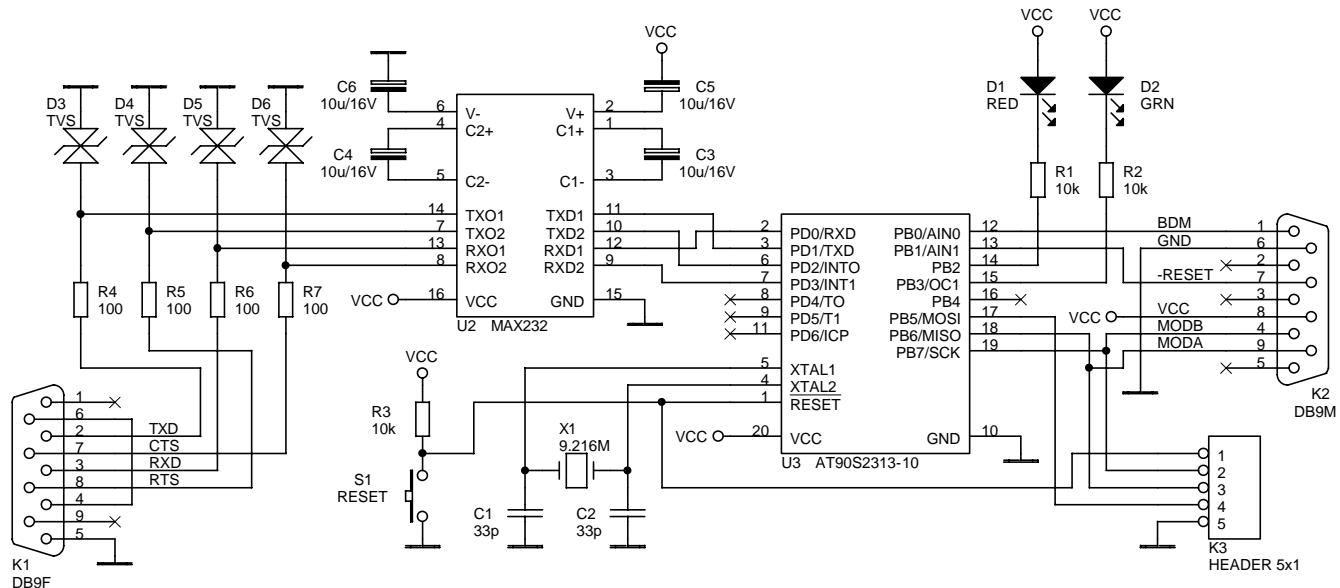 VCC VCC
VCC
C6 10u/16V
C5 10u/16V
D1 RED
D2 GRN
D3 TVS
D4 TVS
D5 TVS
D6 TVS
6 V- V+ 2
4 C2+ C1+ 1
C4 10u/16V
C3 10u/16V
5 C2- C1- 3
R1 10k
R2 10k
14 TXO1 TXD1 11
7 TXO2 TXD2 10
13 RXO1 RXD1 12
8 RXO2 RXD2 9
VCC 16 VCC GND 15
U2 MAX232
R4 100
R5 100
R6 100
R7 100
2 PD0/RXD PB0/AIN0 12
3 PD1/TXD PB1/AIN1 13
6 PD2/INTO PB2 14
7 PD3/INT1 PB3/OC1 15
8 PD4/TO PB4 16
9 PD5/T1 PB5/MOSI 17
11 PD6/ICP PB6/MISO 18
PB7/SCK 19
5 XTAL1
4 XTAL2
1 RESET
VCC 20 VCC GND 10
U3 AT90S2313-10
BDM 1
GND 6
2
-RESET 7
3
VCC VCC 8
MODB 4
MODA 9
5
K2
DB9M
VCC
R3
10k
S1
RESET
X1
9.216M
C1
33p
C2
33p
1
6
2 TXD
7 CTS
3 RXD
8 RTS
4
9
5
K1
DB9F
1
2
3
4
5
K3
HEADER 5x1